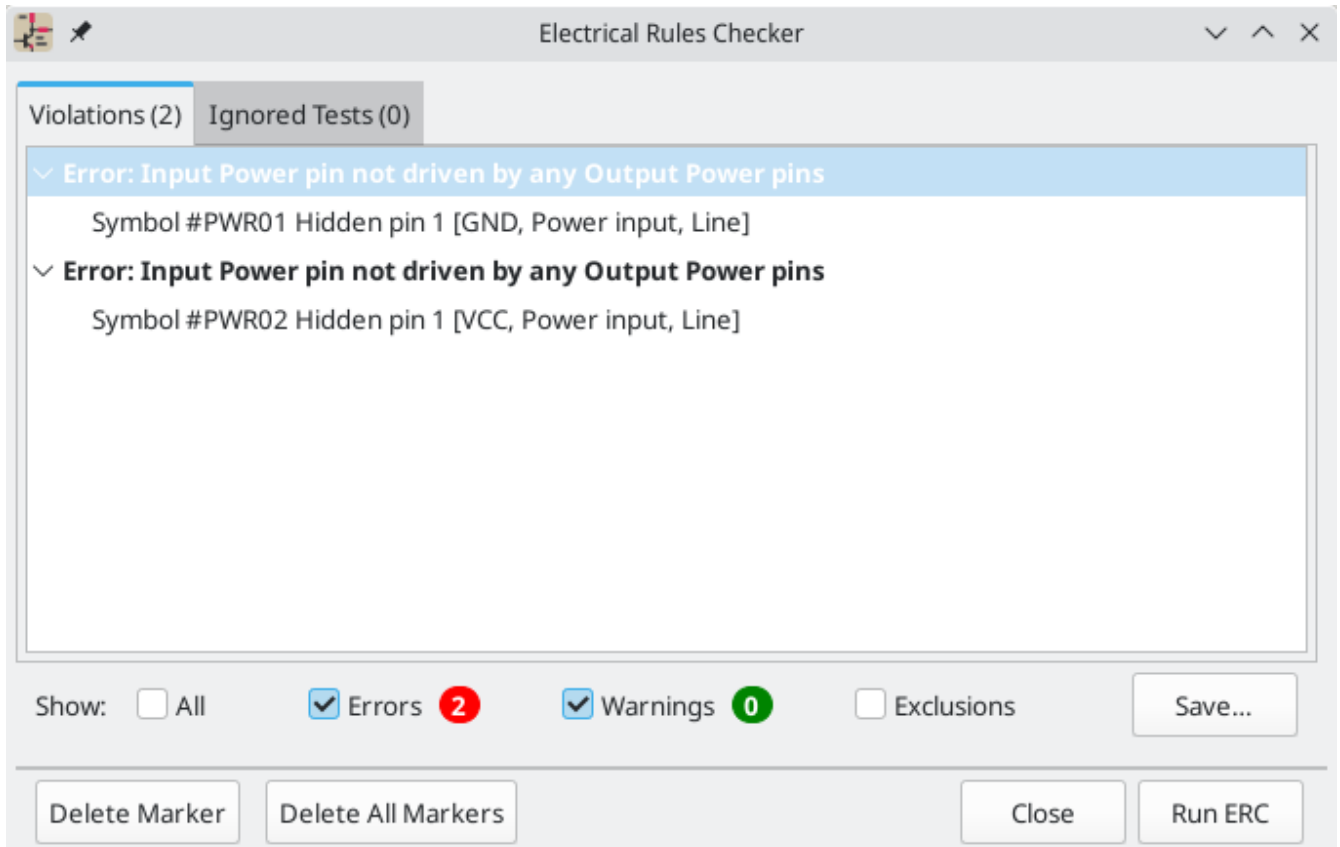 Electrical Rules Checker
Violations (2) Ignored Tests (0)
Error: Input Power pin not driven by any Output Power pins
Symbol #PWR01 Hidden pin 1 [GND, Power input, Line]
Error: Input Power pin not driven by any Output Power pins
Symbol #PWR02 Hidden pin 1 [VCC, Power input, Line]
Show: All Errors 2 Warnings 0 Exclusions Save...
Delete Marker Delete All Markers Close Run ERC